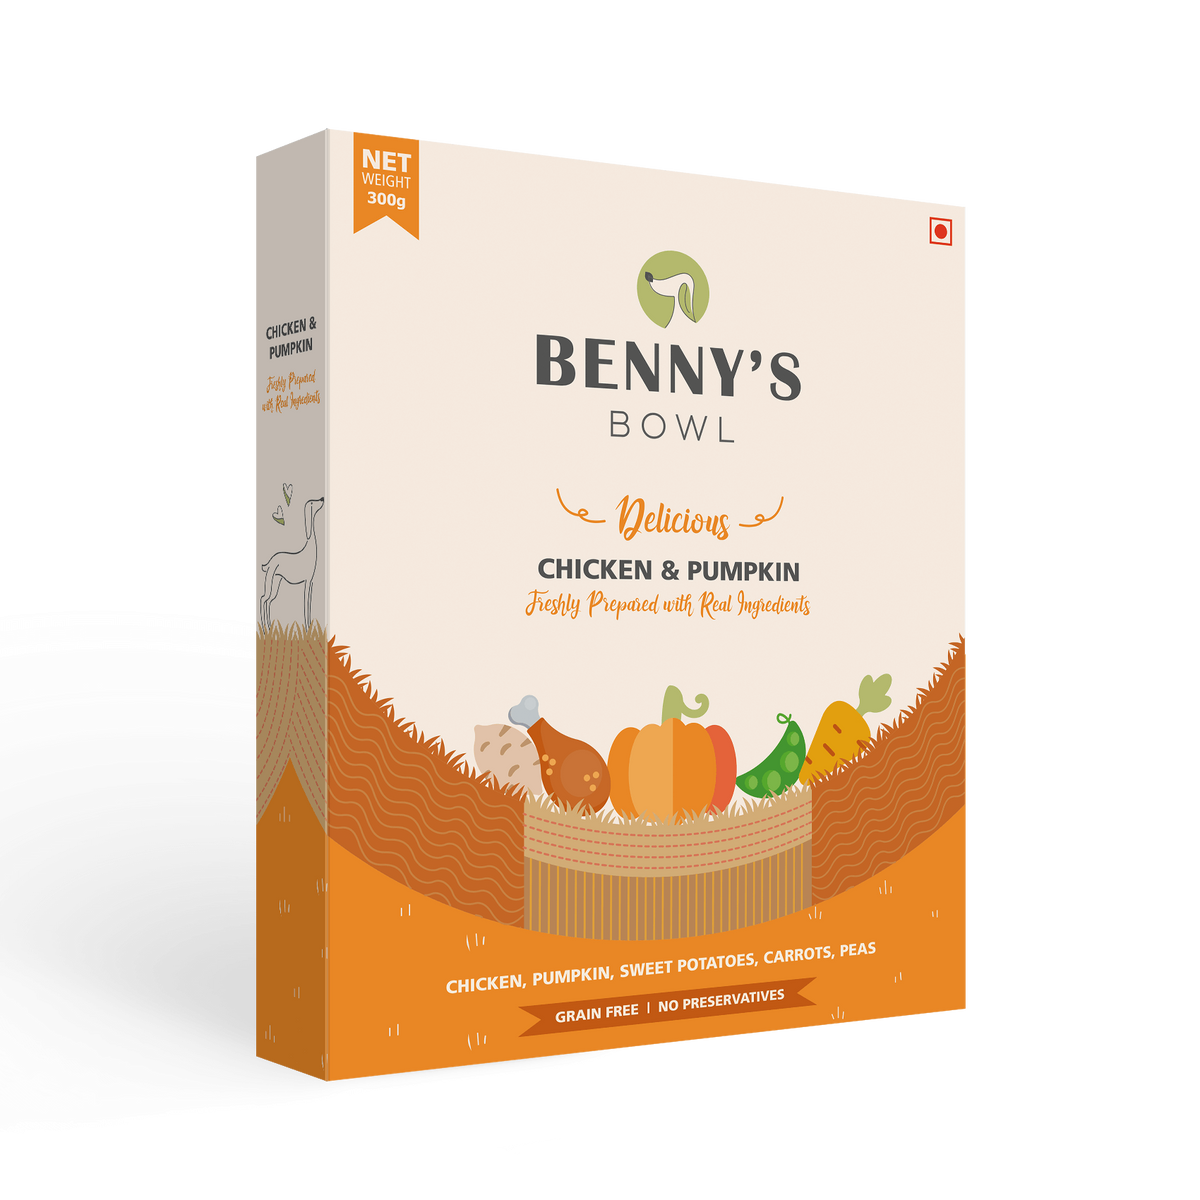 NET
WEIGHT
300g
BENNY'S
BOWL
Delicious
CHICKEN & PUMPKIN
Freshly Prepared with Real Ingredients
CHICKEN, PUMPKIN, SWEET POTATOES, CARROTS, PEAS
GRAIN FREE | NO PRESERVATIVES
CHICKEN &
PUMPKIN
Freshly Prepared
with Real Ingredients